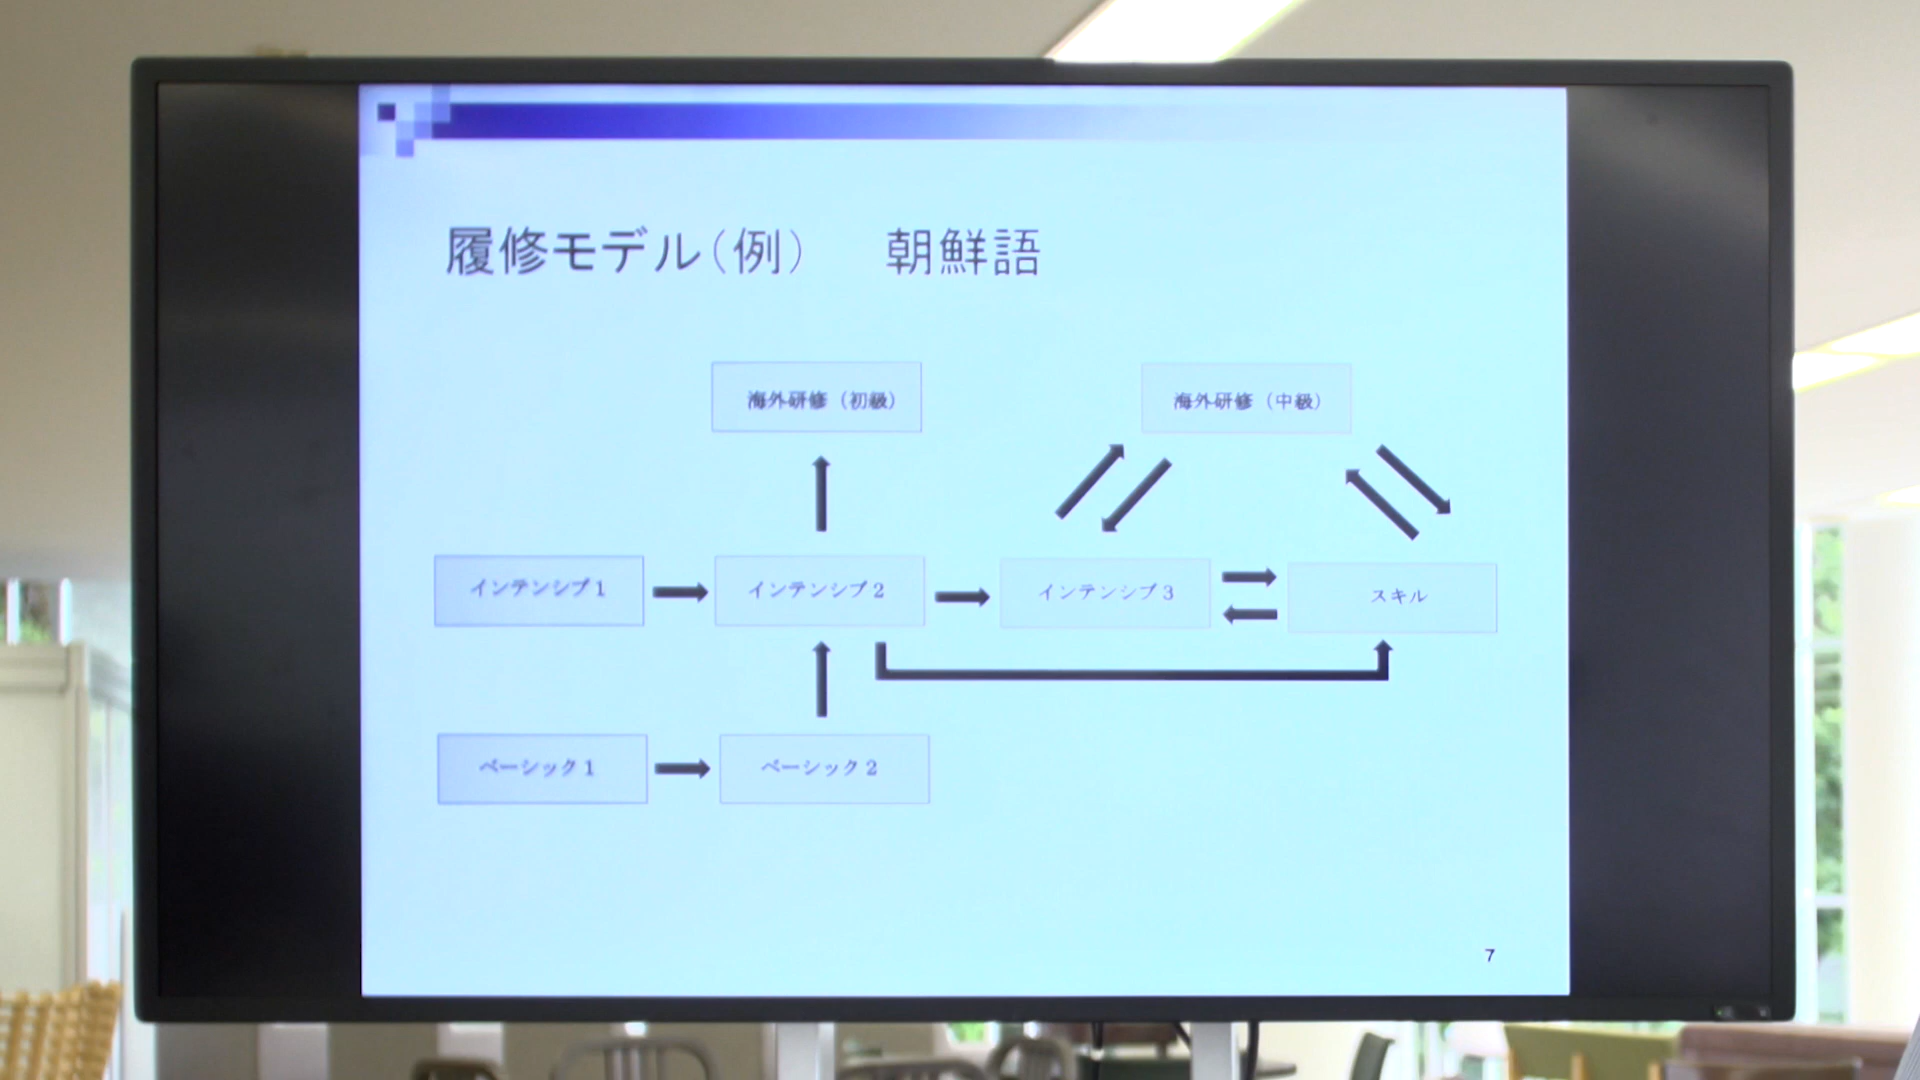 履修モデル（例）　朝鮮語
海外研修（初級）
海外研修（中級）
インテンシブ1
インテンシブ2
インテンシブ3
スキル
ベーシック1
ベーシック2
7